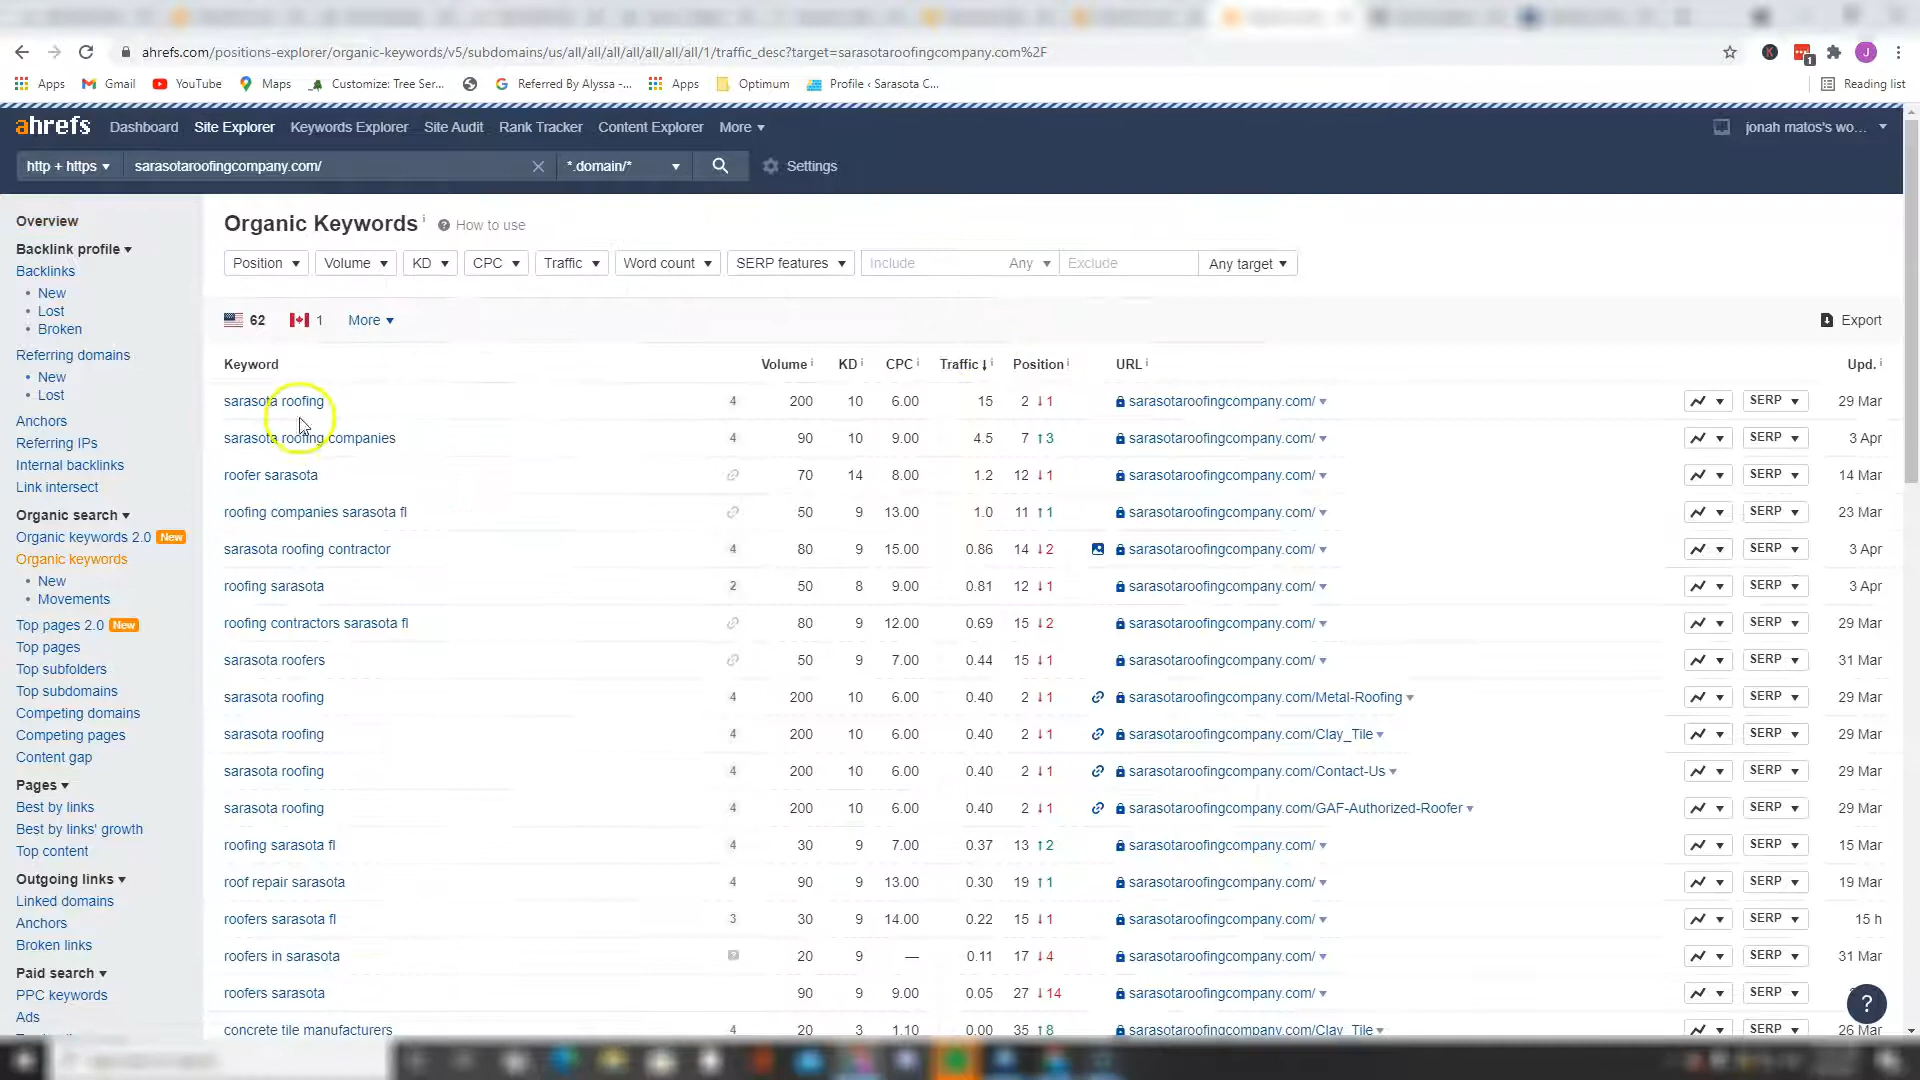 ahrefs.com/positions-explorer/organic-keywords/v5/subdomains/us/all/all/all/all/all/all/all/1/traffic_desc?target=sarasotaroofingcompany.com%2F
K 1 J
Apps Gmail YouTube Maps Customize: Tree Ser... Referred By Alyssa -... Apps Optimum Profile ‹ Sarasota C... Reading list
ahrefs Dashboard Site Explorer Keywords Explorer Site Audit Rank Tracker Content Explorer More jonah matos's wo...
http + https sarasotaroofingcompany.com/ *.domain/* Settings
Overview
Backlink profile
Backlinks
New
Lost
Broken
Referring domains
New
Lost
Anchors
Referring IPs
Internal backlinks
Link intersect
Organic search
Organic keywords 2.0 New
Organic keywords
New
Movements
Top pages 2.0 New
Top pages
Top subfolders
Top subdomains
Competing domains
Competing pages
Content gap
Pages
Best by links
Best by links' growth
Top content
Outgoing links
Linked domains
Anchors
Broken links
Paid search
PPC keywords
Ads
Organic Keywords i ? How to use
Position Volume KD CPC Traffic Word count SERP features Include Any Exclude Any target
62 1 More Export
Keyword Volume i KD i CPC i Traffic ↓ i Position i URL i Upd. i
sarasota roofing 4 200 10 6.00 15 2 ↓1 sarasotaroofingcompany.com/ SERP 29 Mar
sarasota roofing companies 4 90 10 9.00 4.5 7 ↑3 sarasotaroofingcompany.com/ SERP 3 Apr
roofer sarasota 70 14 8.00 1.2 12 ↓1 sarasotaroofingcompany.com/ SERP 14 Mar
roofing companies sarasota fl 50 9 13.00 1.0 11 ↑1 sarasotaroofingcompany.com/ SERP 23 Mar
sarasota roofing contractor 4 80 9 15.00 0.86 14 ↓2 sarasotaroofingcompany.com/ SERP 3 Apr
roofing sarasota 2 50 8 9.00 0.81 12 ↓1 sarasotaroofingcompany.com/ SERP 3 Apr
roofing contractors sarasota fl 80 9 12.00 0.69 15 ↓2 sarasotaroofingcompany.com/ SERP 29 Mar
sarasota roofers 50 9 7.00 0.44 15 ↓1 sarasotaroofingcompany.com/ SERP 31 Mar
sarasota roofing 4 200 10 6.00 0.40 2 ↓1 sarasotaroofingcompany.com/Metal-Roofing SERP 29 Mar
sarasota roofing 4 200 10 6.00 0.40 2 ↓1 sarasotaroofingcompany.com/Clay_Tile SERP 29 Mar
sarasota roofing 4 200 10 6.00 0.40 2 ↓1 sarasotaroofingcompany.com/Contact-Us SERP 29 Mar
sarasota roofing 4 200 10 6.00 0.40 2 ↓1 sarasotaroofingcompany.com/GAF-Authorized-Roofer SERP 29 Mar
roofing sarasota fl 4 30 9 7.00 0.37 13 ↑2 sarasotaroofingcompany.com/ SERP 15 Mar
roof repair sarasota 4 90 9 13.00 0.30 19 ↑1 sarasotaroofingcompany.com/ SERP 19 Mar
roofers sarasota fl 3 30 9 14.00 0.22 15 ↓1 sarasotaroofingcompany.com/ SERP 15 h
roofers in sarasota 20 9 — 0.11 17 ↓4 sarasotaroofingcompany.com/ SERP 31 Mar
roofers sarasota 90 9 9.00 0.05 27 ↓14 sarasotaroofingcompany.com/ SERP
concrete tile manufacturers 4 20 3 1.10 0.00 35 ↑8 sarasotaroofingcompany.com/Clay_Tile SERP 26 Mar
?